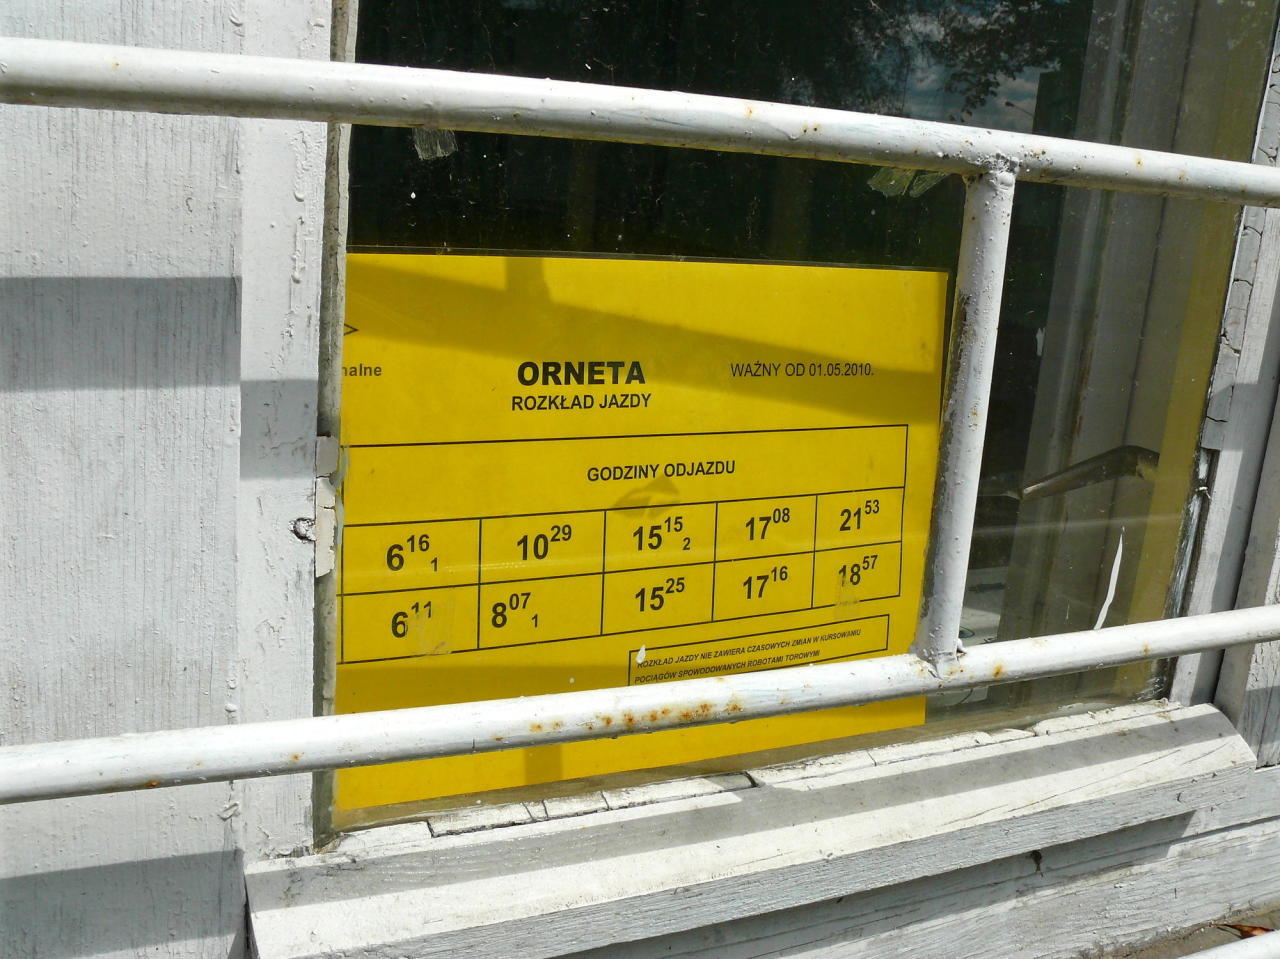 nalne
ORNETA
WAŻNY OD 01.05.2010.
ROZKŁAD JAZDY
GODZINY ODJAZDU
6 16 1 10 29 15 15 2 17 08 21 53
6 11 8 07 1 15 25 17 16 18 57
ROZKŁAD JAZDY NIE ZAWIERA CZASOWYCH ZMIAN W KURSOWANIU
POCIĄGÓW SPOWODOWANYCH ROBOTAMI TOROWYMI